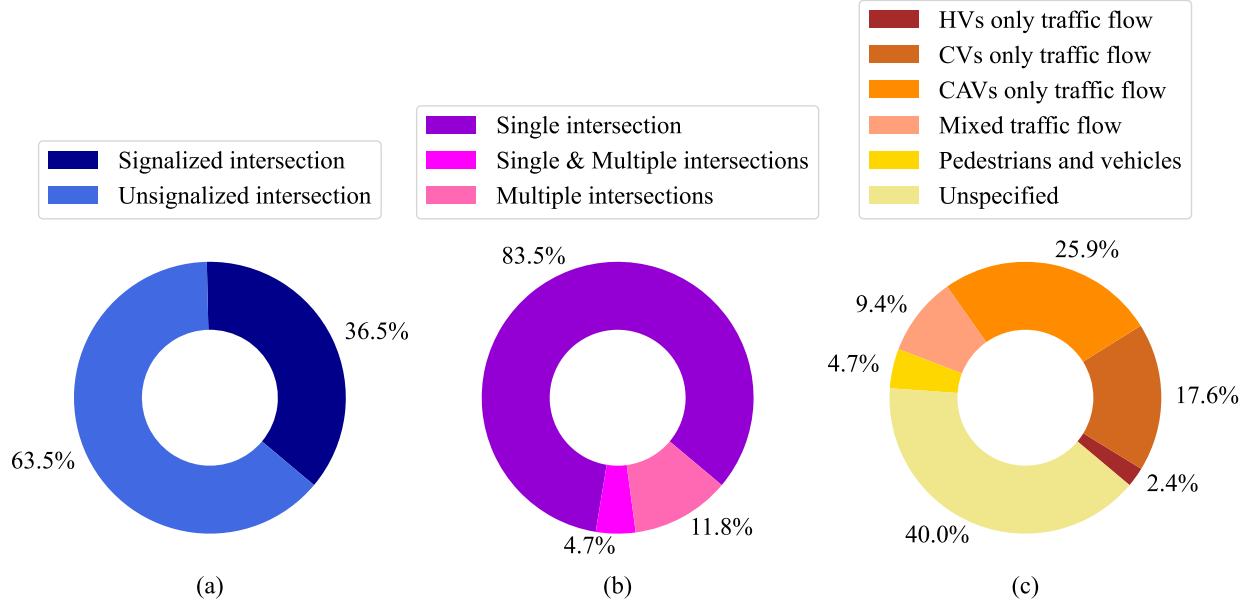 Signalized intersection
Unsignalized intersection
36.5%
63.5%
(a)
Single intersection
Single & Multiple intersections
Multiple intersections
83.5%
4.7%
11.8%
(b)
HVs only traffic flow
CVs only traffic flow
CAVs only traffic flow
Mixed traffic flow
Pedestrians and vehicles
Unspecified
25.9%
9.4%
4.7%
17.6%
2.4%
40.0%
(c)